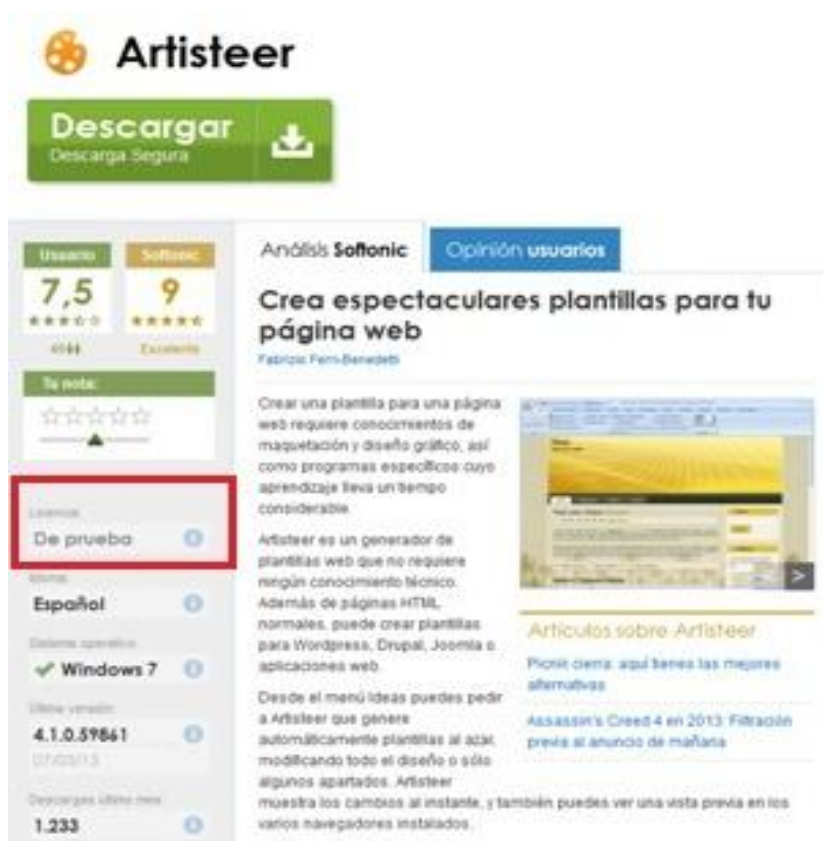 Artisteer
Descargar
Descarga Segura
Usuario
Softonic
7,5
9
Excelente
Tu nota:
Licencia:
De prueba
Idioma:
Español
Sistema operativo:
Windows 7
Última versión:
4.1.0.59861
07/03/13
Descargas último mes:
1.233
Análisis Softonic
Opinión usuarios
Crea espectaculares plantillas para tu
página web
Fabrizio Ferri-Benedetti
Crear una plantilla para una página
web requiere conocimientos de
maquetación y diseño gráfico, así
como programas específicos cuyo
aprendizaje lleva un tiempo
considerable.
Artisteer es un generador de
plantillas web que no requiere
ningún conocimiento técnico.
Además de páginas HTML
normales, puede crear plantillas
para Wordpress, Drupal, Joomla o
aplicaciones web.
Desde el menú Ideas puedes pedir
a Artisteer que genere
automáticamente plantillas al azar,
modificando todo el diseño o sólo
algunos apartados. Artisteer
muestra los cambios al instante, y también puedes ver una vista previa en los
varios navegadores instalados.
Artículos sobre Artisteer
Picnik cierra: aquí tienes las mejores
alternativas
Assassin's Creed 4 en 2013: Filtración
previa al anuncio de mañana